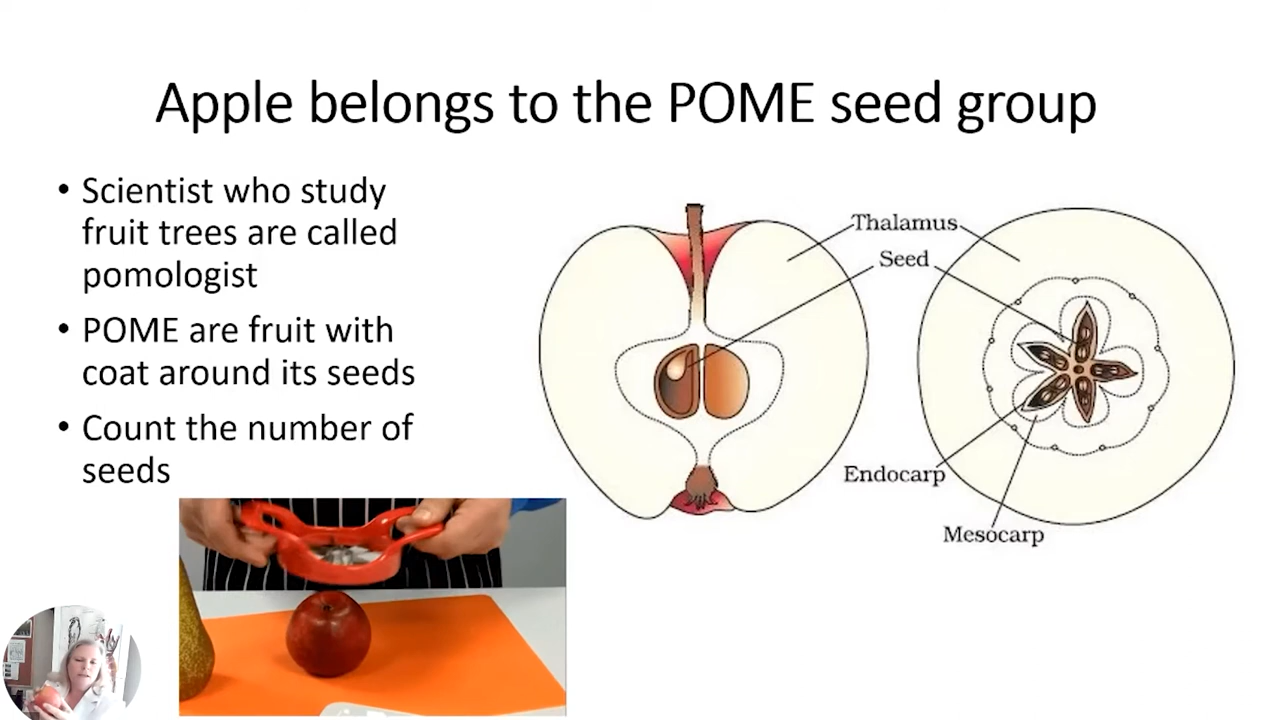 Apple belongs to the POME seed group
• Scientist who study
fruit trees are called
pomologist
• POME are fruit with
coat around its seeds
• Count the number of
seeds
Thalamus
Seed
Endocarp
Mesocarp